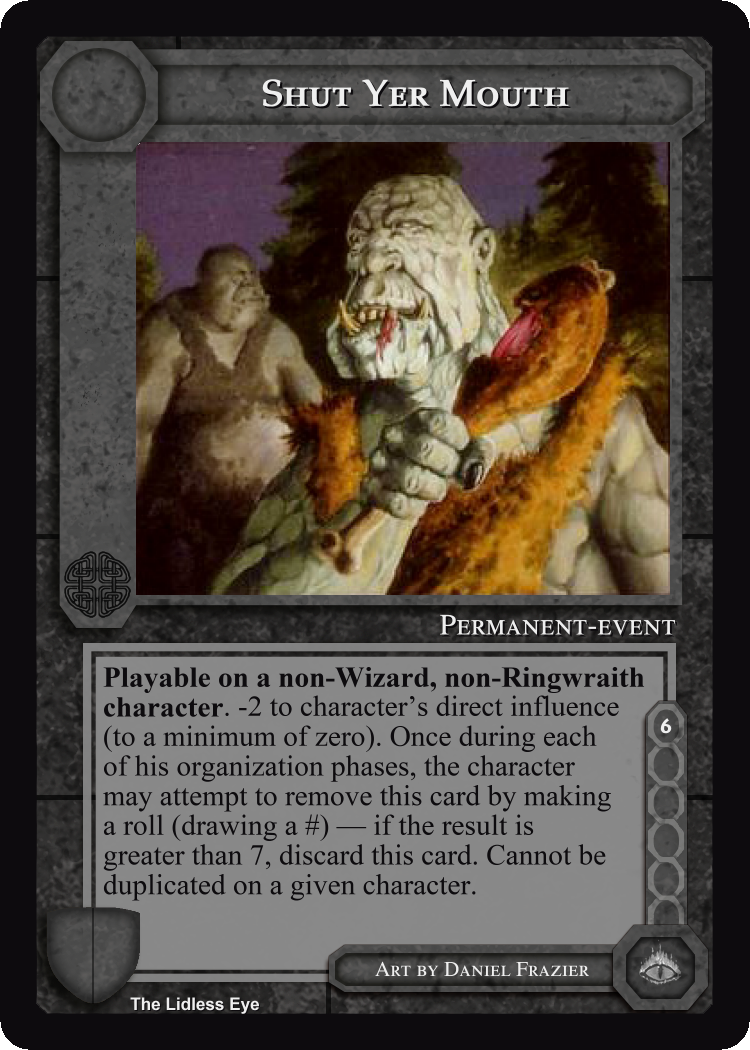 Shut Yer Mouth
Permanent-event
Playable on a non-Wizard, non-Ringwraith
character. -2 to character's direct influence
(to a minimum of zero). Once during each
of his organization phases, the character
may attempt to remove this card by making
a roll (drawing a #) — if the result is
greater than 7, discard this card. Cannot be
duplicated on a given character.
6
Art by Daniel Frazier
The Lidless Eye